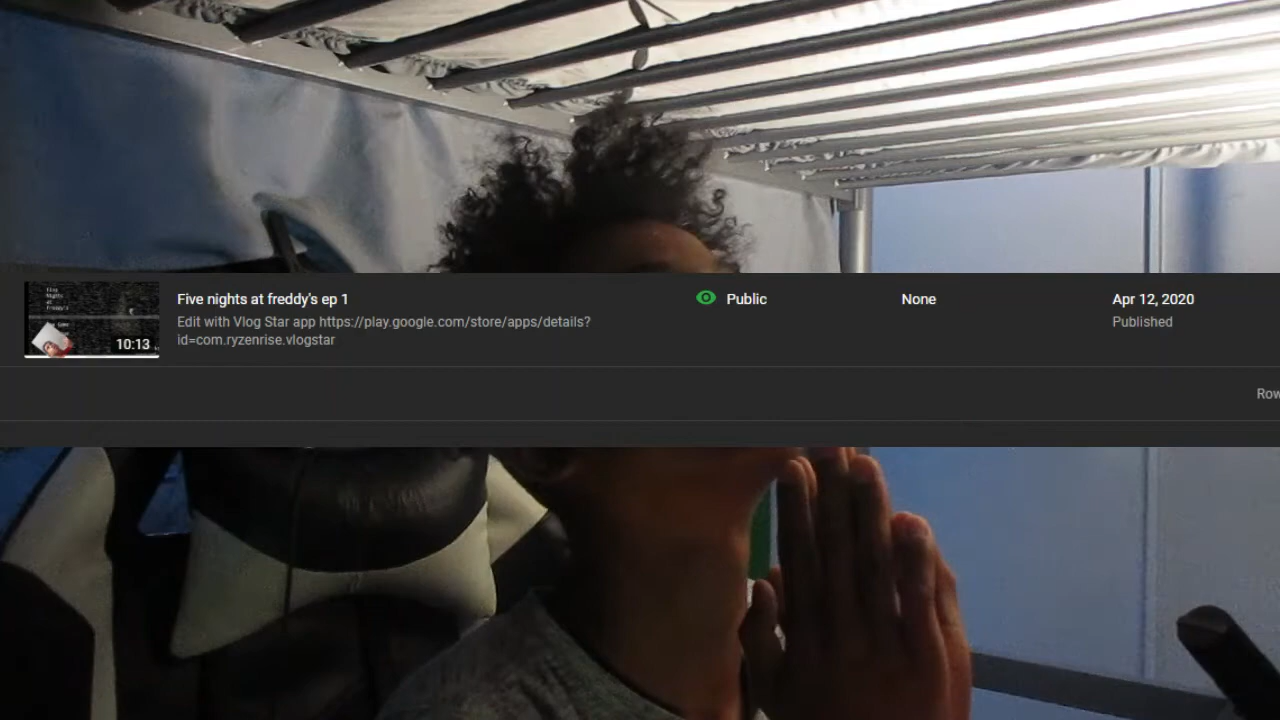 Five nights at freddy's ep 1
Public
None
Apr 12, 2020
Edit with Vlog Star app https://play.google.com/store/apps/details?
Published
id=com.ryzenrise.vlogstar
10:13
Row